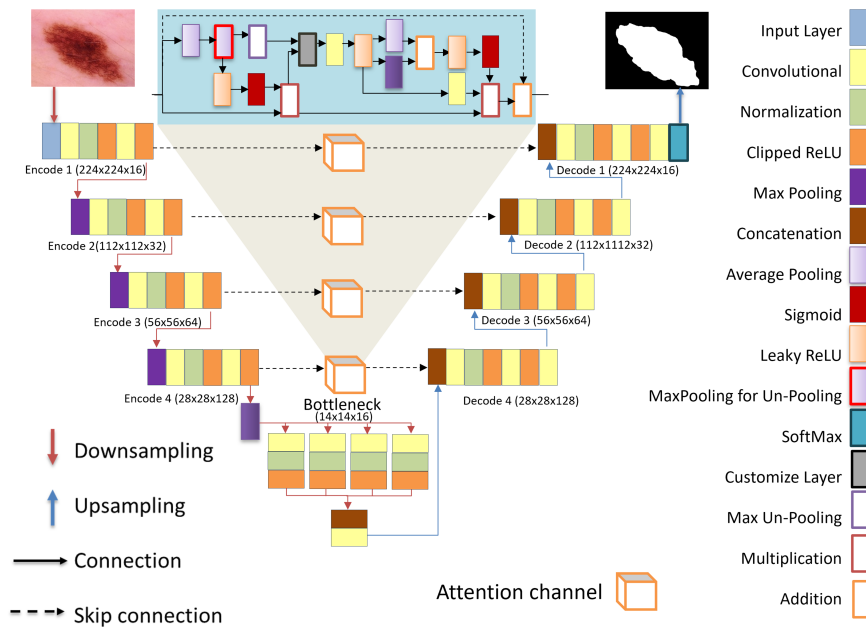 Input Layer
Convolutional
Normalization
Clipped ReLU
Max Pooling
Concatenation
Average Pooling
Sigmoid
Leaky ReLU
MaxPooling for Un-Pooling
SoftMax
Customize Layer
Max Un-Pooling
Multiplication
Addition
Encode 1 (224x224x16)
Decode 1 (224x224x16)
Encode 2(112x112x32)
Decode 2 (112x1112x32)
Encode 3 (56x56x64)
Decode 3 (56x56x64)
Encode 4 (28x28x128)
Decode 4 (28x28x128)
Bottleneck
(14x14x16)
Downsampling
Upsampling
Connection
Skip connection
Attention channel